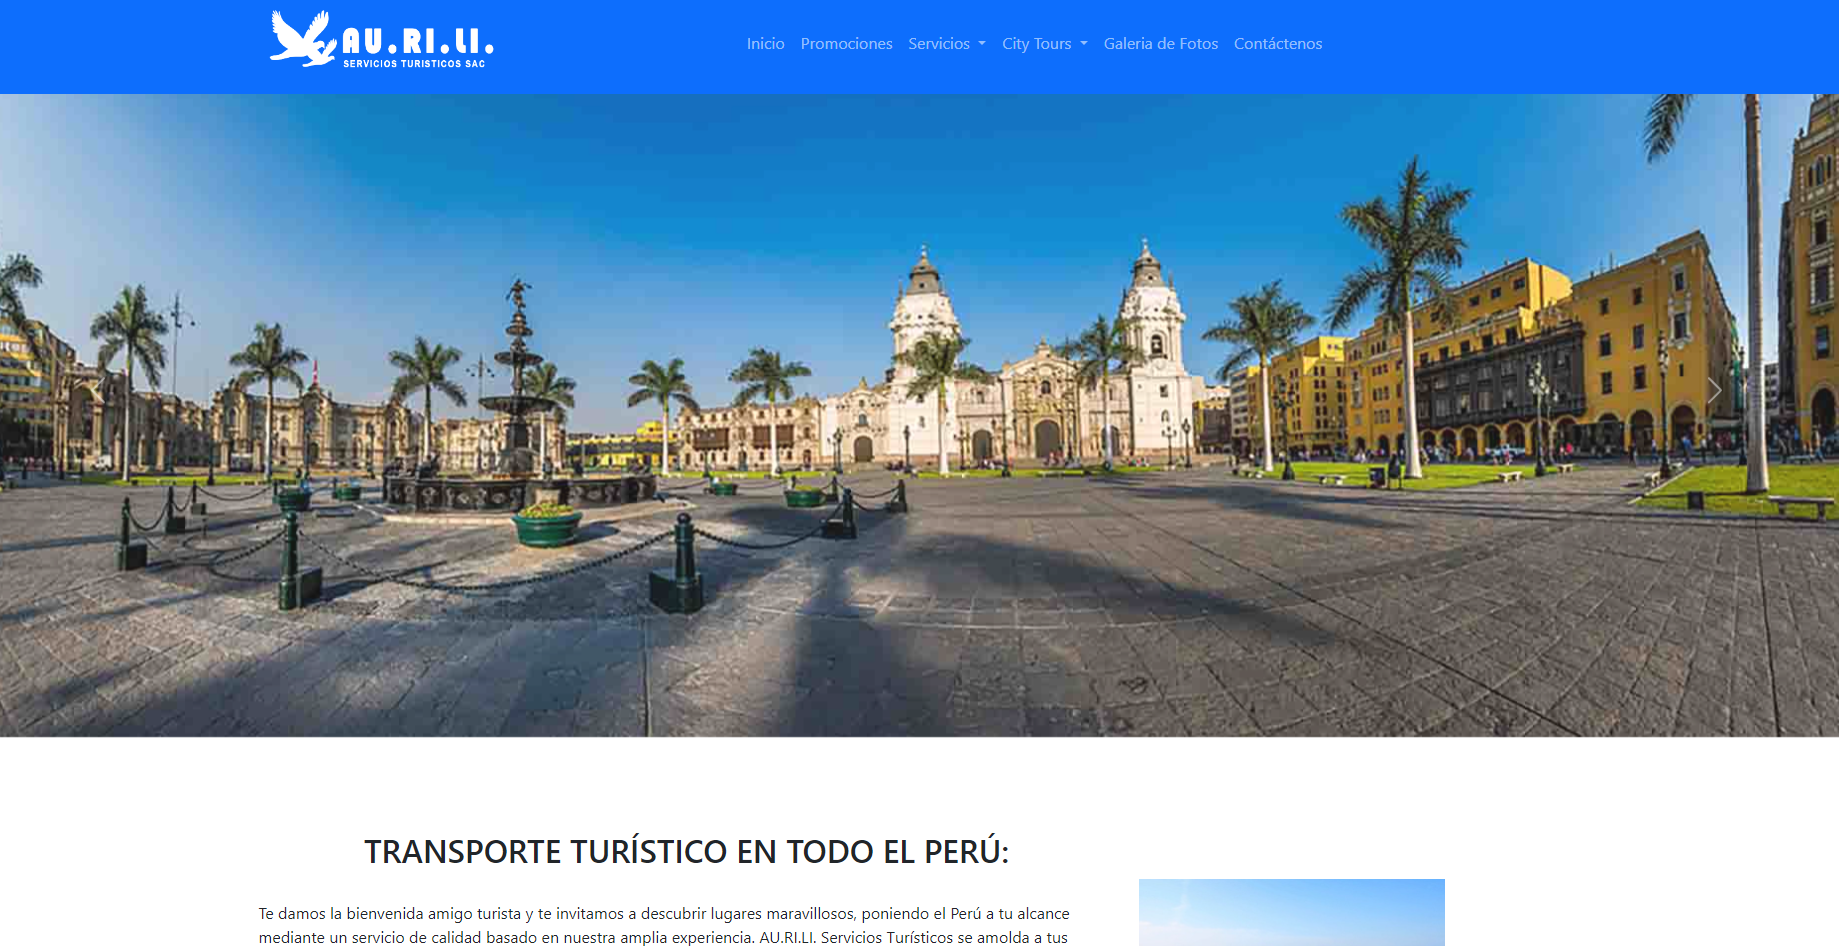 AU.RI.LI.
SERVICIOS TURISTICOS SAC
Inicio Promociones Servicios City Tours Galeria de Fotos Contáctenos
TRANSPORTE TURÍSTICO EN TODO EL PERÚ:
Te damos la bienvenida amigo turista y te invitamos a descubrir lugares maravillosos, poniendo el Perú a tu alcance
mediante un servicio de calidad basado en nuestra amplia experiencia. AU.RI.LI. Servicios Turísticos se amolda a tus